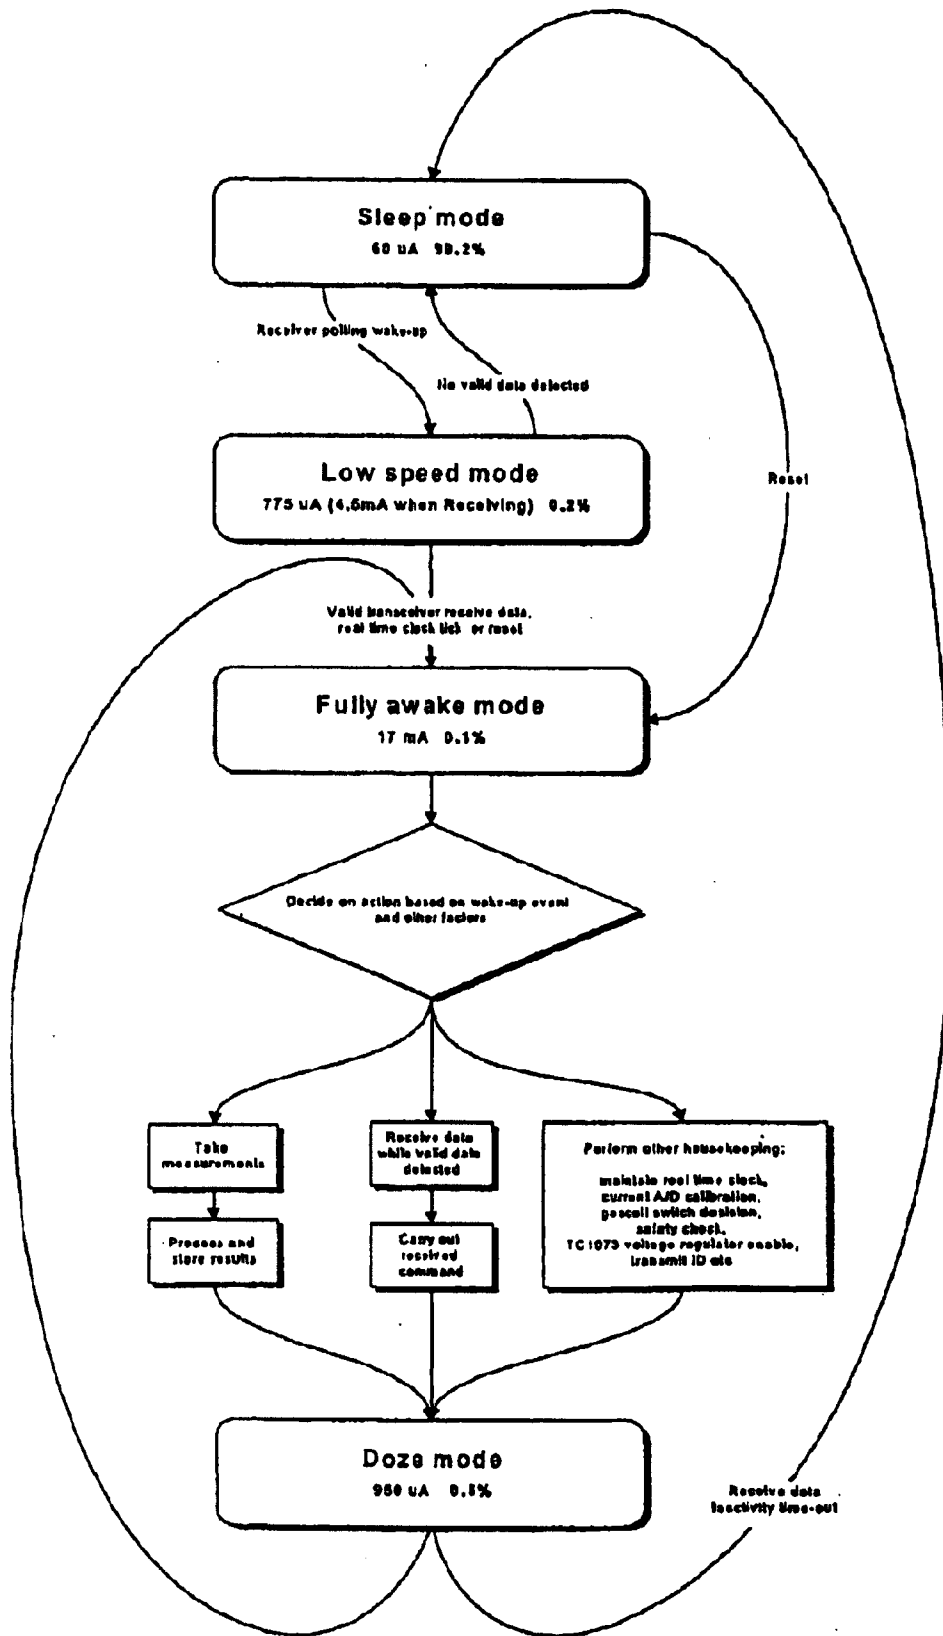 Sleep mode
60 uA 99.2%
Receiver polling wake-up
No valid data detected
Low speed mode
775 uA (4.5mA when Receiving) 0.2%
Reset
Valid transceiver receive data,
real time clock tick or reset
Fully awake mode
17 mA 0.1%
Decide on action based on wake-up event
and other factors
Take
measurements
Process and
store results
Receive data
while valid data
detected
Carry out
received
command
Perform other housekeeping:
maintain real time clock,
current A/D calibration,
gascell switch decision,
safety check,
TC1073 voltage regulator enable,
transmit ID etc
Doze mode
950 uA 0.5%
Receive data
inactivity time-out